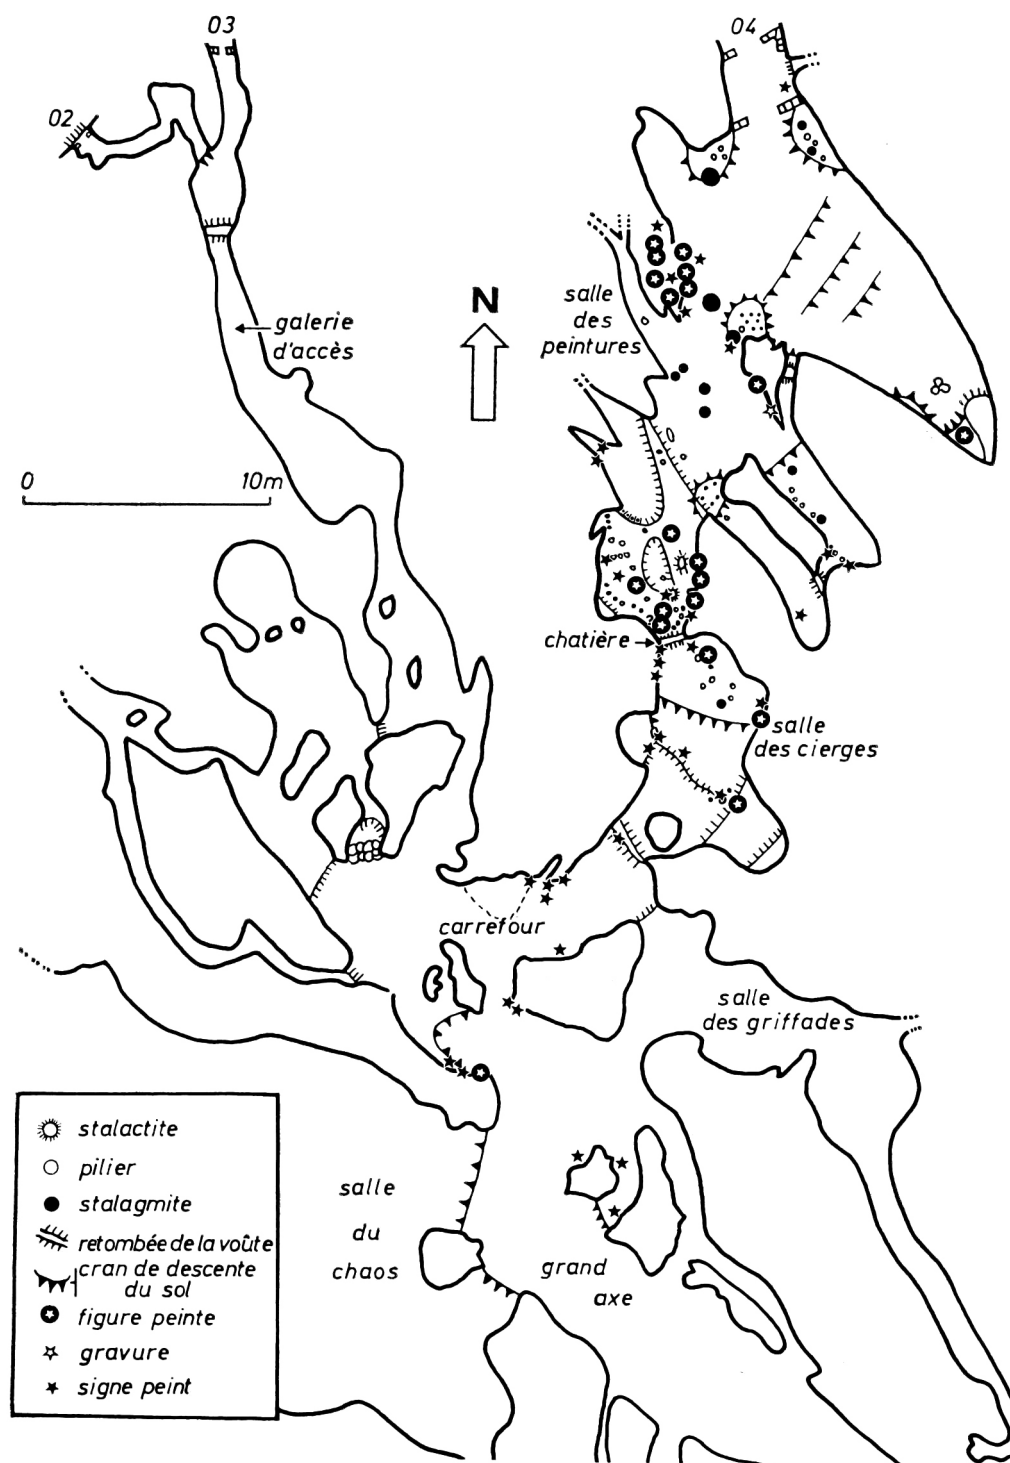 03
04
02
N
galerie
d'accès
salle
des
peintures
0 10m
chatière
salle
des cierges
carrefour
salle
des griffades
salle
du
chaos
grand
axe
stalactite
pilier
stalagmite
retombée de la voûte
cran de descente
du sol
figure peinte
gravure
signe peint
?